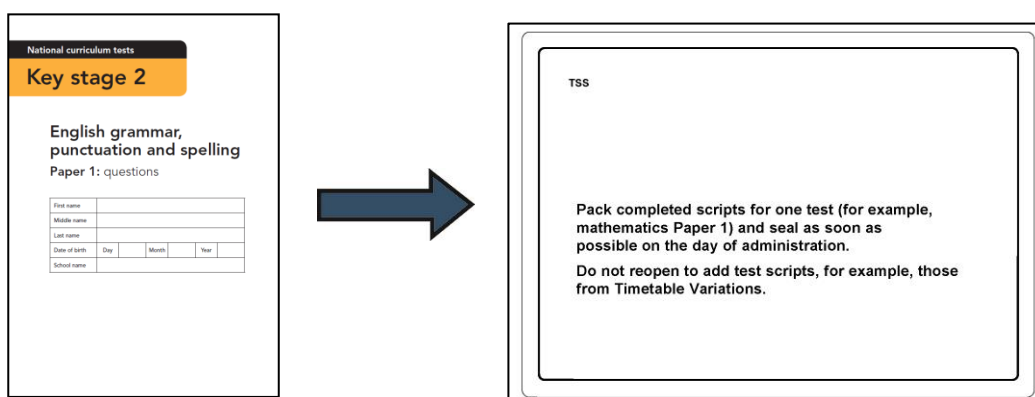 National curriculum tests
Key stage 2
English grammar,
punctuation and spelling
Paper 1: questions
First name
Middle name
Last name
Date of birth Day Month Year
School name
TSS
Pack completed scripts for one test (for example,
mathematics Paper 1) and seal as soon as
possible on the day of administration.
Do not reopen to add test scripts, for example, those
from Timetable Variations.